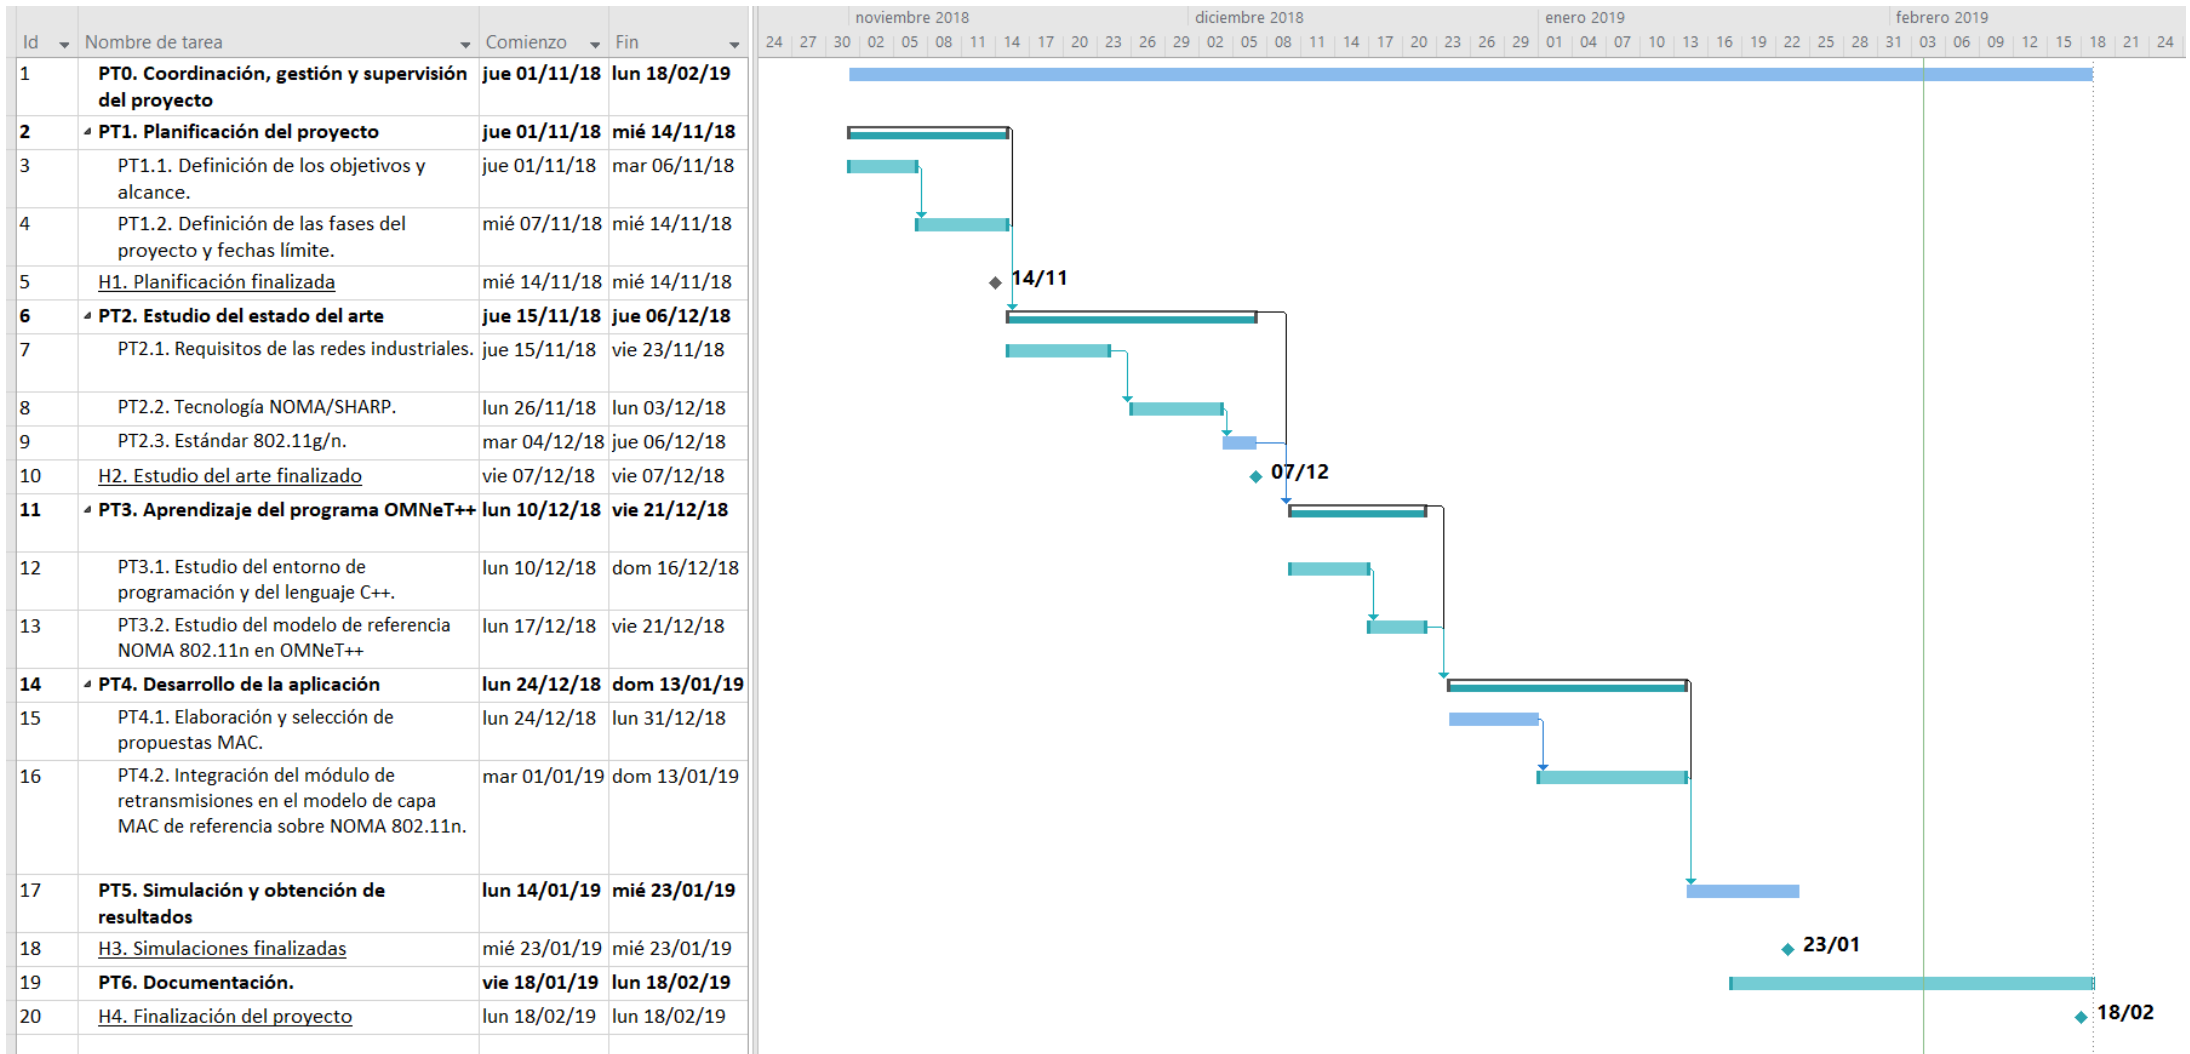 noviembre 2018 diciembre 2018 enero 2019 febrero 2019
Id Nombre de tarea Comienzo Fin 24 27 30 02 05 08 11 14 17 20 23 26 29 02 05 08 11 14 17 20 23 26 29 01 04 07 10 13 16 19 22 25 28 31 03 06 09 12 15 18 21 24
1 PT0. Coordinación, gestión y supervisión jue 01/11/18 lun 18/02/19
del proyecto
2 PT1. Planificación del proyecto jue 01/11/18 mié 14/11/18
3 PT1.1. Definición de los objetivos y jue 01/11/18 mar 06/11/18
alcance.
4 PT1.2. Definición de las fases del mié 07/11/18 mié 14/11/18
proyecto y fechas límite.
5 H1. Planificación finalizada mié 14/11/18 mié 14/11/18 14/11
6 PT2. Estudio del estado del arte jue 15/11/18 jue 06/12/18
7 PT2.1. Requisitos de las redes industriales. jue 15/11/18 vie 23/11/18
8 PT2.2. Tecnología NOMA/SHARP. lun 26/11/18 lun 03/12/18
9 PT2.3. Estándar 802.11g/n. mar 04/12/18 jue 06/12/18
10 H2. Estudio del arte finalizado vie 07/12/18 vie 07/12/18 07/12
11 PT3. Aprendizaje del programa OMNeT++ lun 10/12/18 vie 21/12/18
12 PT3.1. Estudio del entorno de lun 10/12/18 dom 16/12/18
programación y del lenguaje C++.
13 PT3.2. Estudio del modelo de referencia lun 17/12/18 vie 21/12/18
NOMA 802.11n en OMNeT++
14 PT4. Desarrollo de la aplicación lun 24/12/18 dom 13/01/19
15 PT4.1. Elaboración y selección de lun 24/12/18 lun 31/12/18
propuestas MAC.
16 PT4.2. Integración del módulo de mar 01/01/19 dom 13/01/19
retransmisiones en el modelo de capa
MAC de referencia sobre NOMA 802.11n.
17 PT5. Simulación y obtención de lun 14/01/19 mié 23/01/19
resultados
18 H3. Simulaciones finalizadas mié 23/01/19 mié 23/01/19 23/01
19 PT6. Documentación. vie 18/01/19 lun 18/02/19
20 H4. Finalización del proyecto lun 18/02/19 lun 18/02/19 18/02